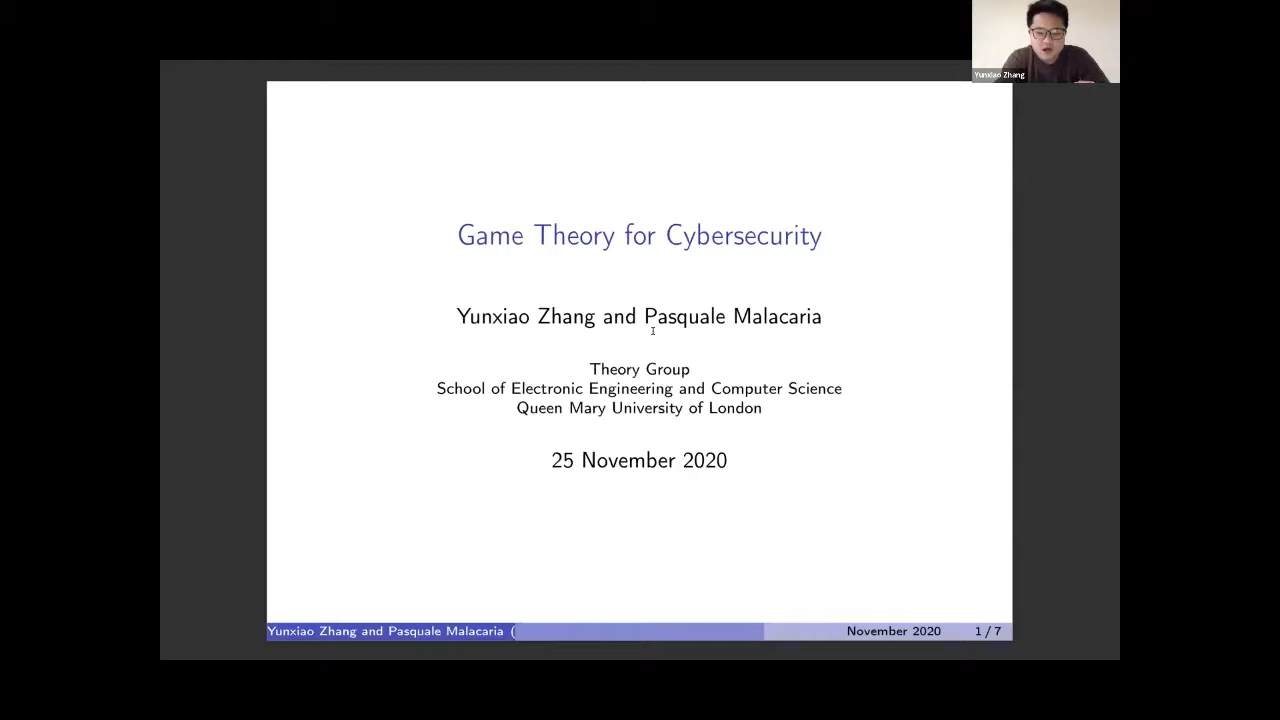 Yunxiao Zhang
Game Theory for Cybersecurity
Yunxiao Zhang and Pasquale Malacaria
Theory Group
School of Electronic Engineering and Computer Science
Queen Mary University of London
25 November 2020
Yunxiao Zhang and Pasquale Malacaria (
November 2020
1 / 7